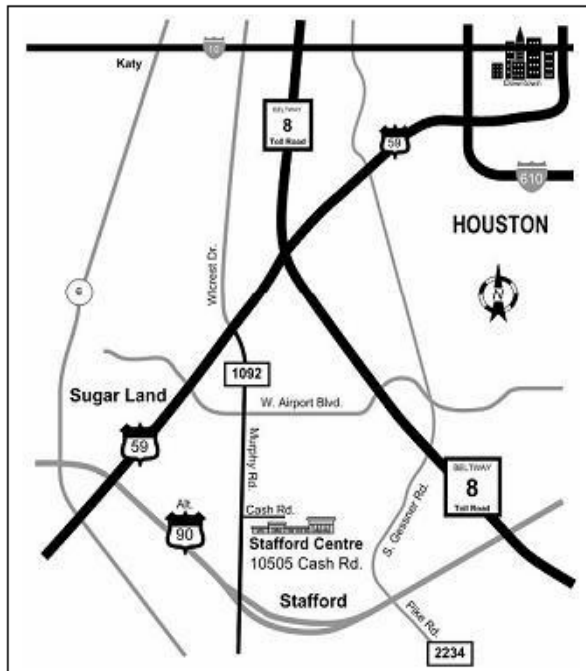 10
Katy
Downtown
BELTWAY
8
Toll Road
59
610
HOUSTON
Wilcrest Dr.
N
6
1092
Sugar Land
W. Airport Blvd.
59
Murphy Rd.
BELTWAY
8
Toll Road
S. Gessner Rd.
Alt.
90
Cash Rd.
Stafford Centre
10505 Cash Rd.
Stafford
Pike Rd.
2234